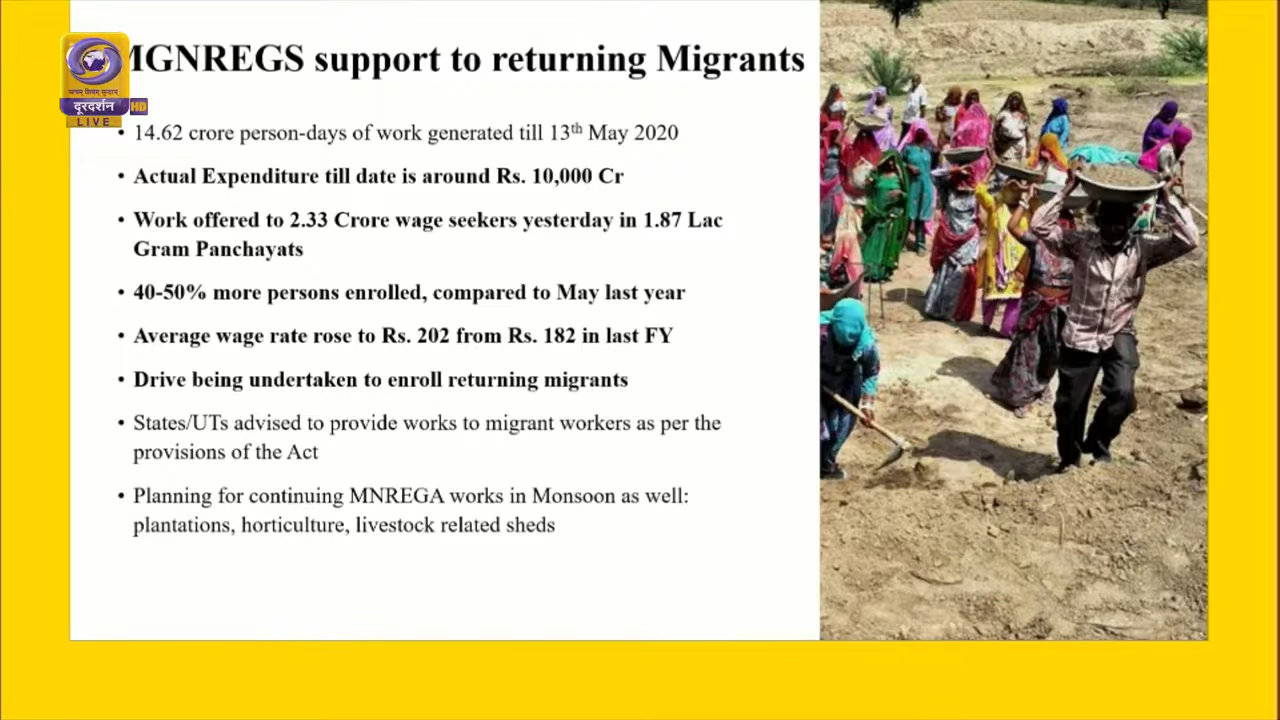 MGNREGS support to returning Migrants
सत्यम् शिवम् सुन्दरम्
दूरदर्शन HD
LIVE
• 14.62 crore person-days of work generated till 13th May 2020
• Actual Expenditure till date is around Rs. 10,000 Cr
• Work offered to 2.33 Crore wage seekers yesterday in 1.87 Lac
Gram Panchayats
• 40-50% more persons enrolled, compared to May last year
• Average wage rate rose to Rs. 202 from Rs. 182 in last FY
• Drive being undertaken to enroll returning migrants
• States/UTs advised to provide works to migrant workers as per the
provisions of the Act
• Planning for continuing MNREGA works in Monsoon as well:
plantations, horticulture, livestock related sheds